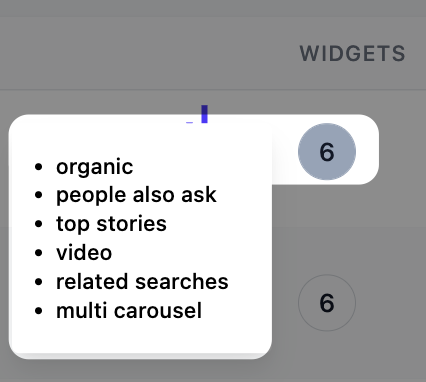 WIDGETS
6
• organic
• people also ask
• top stories
• video
• related searches
• multi carousel
6